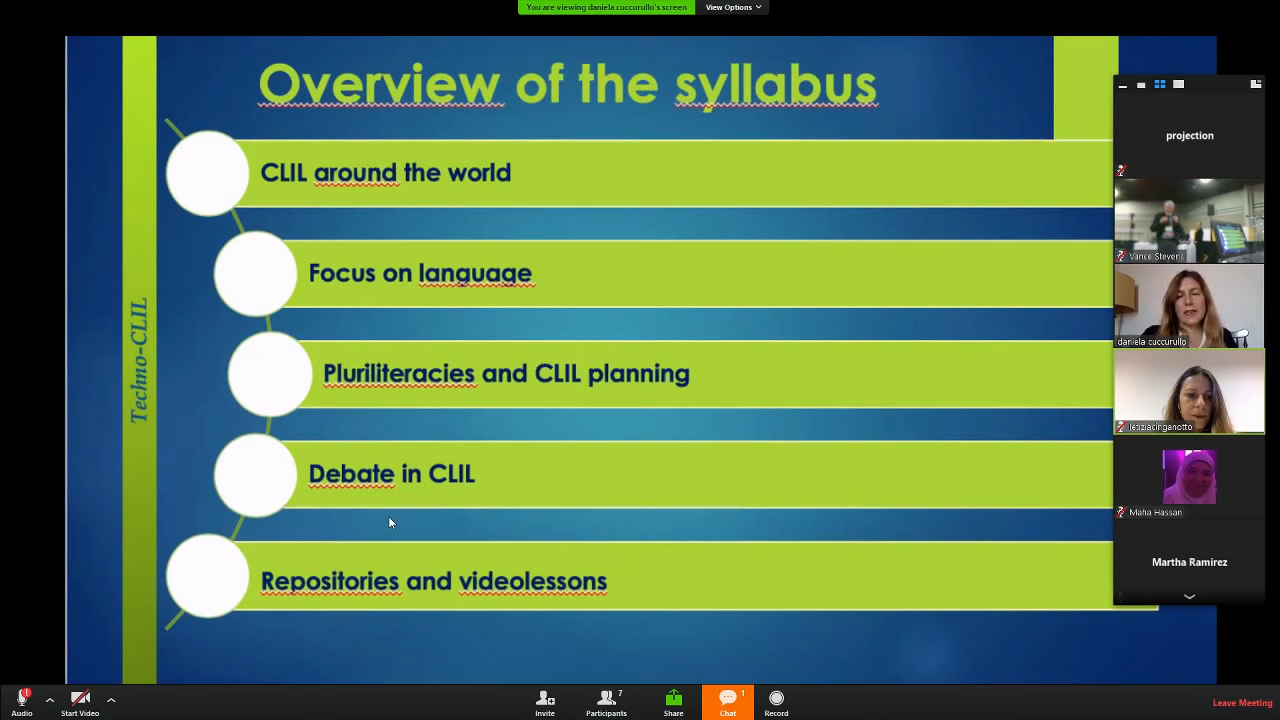 You are viewing daniela cuccurullo's screen
View Options
Overview of the syllabus
Techno-CLIL
CLIL around the world
Focus on language
Pluriliteracies and CLIL planning
Debate in CLIL
Repositories and videolessons
projection
Vance Stevens
daniela cuccurullo
letiziacinganotto
Maha Hassan
Martha Ramirez
Audio
Start Video
Invite
7
Participants
Share
1
Chat
Record
Leave Meeting